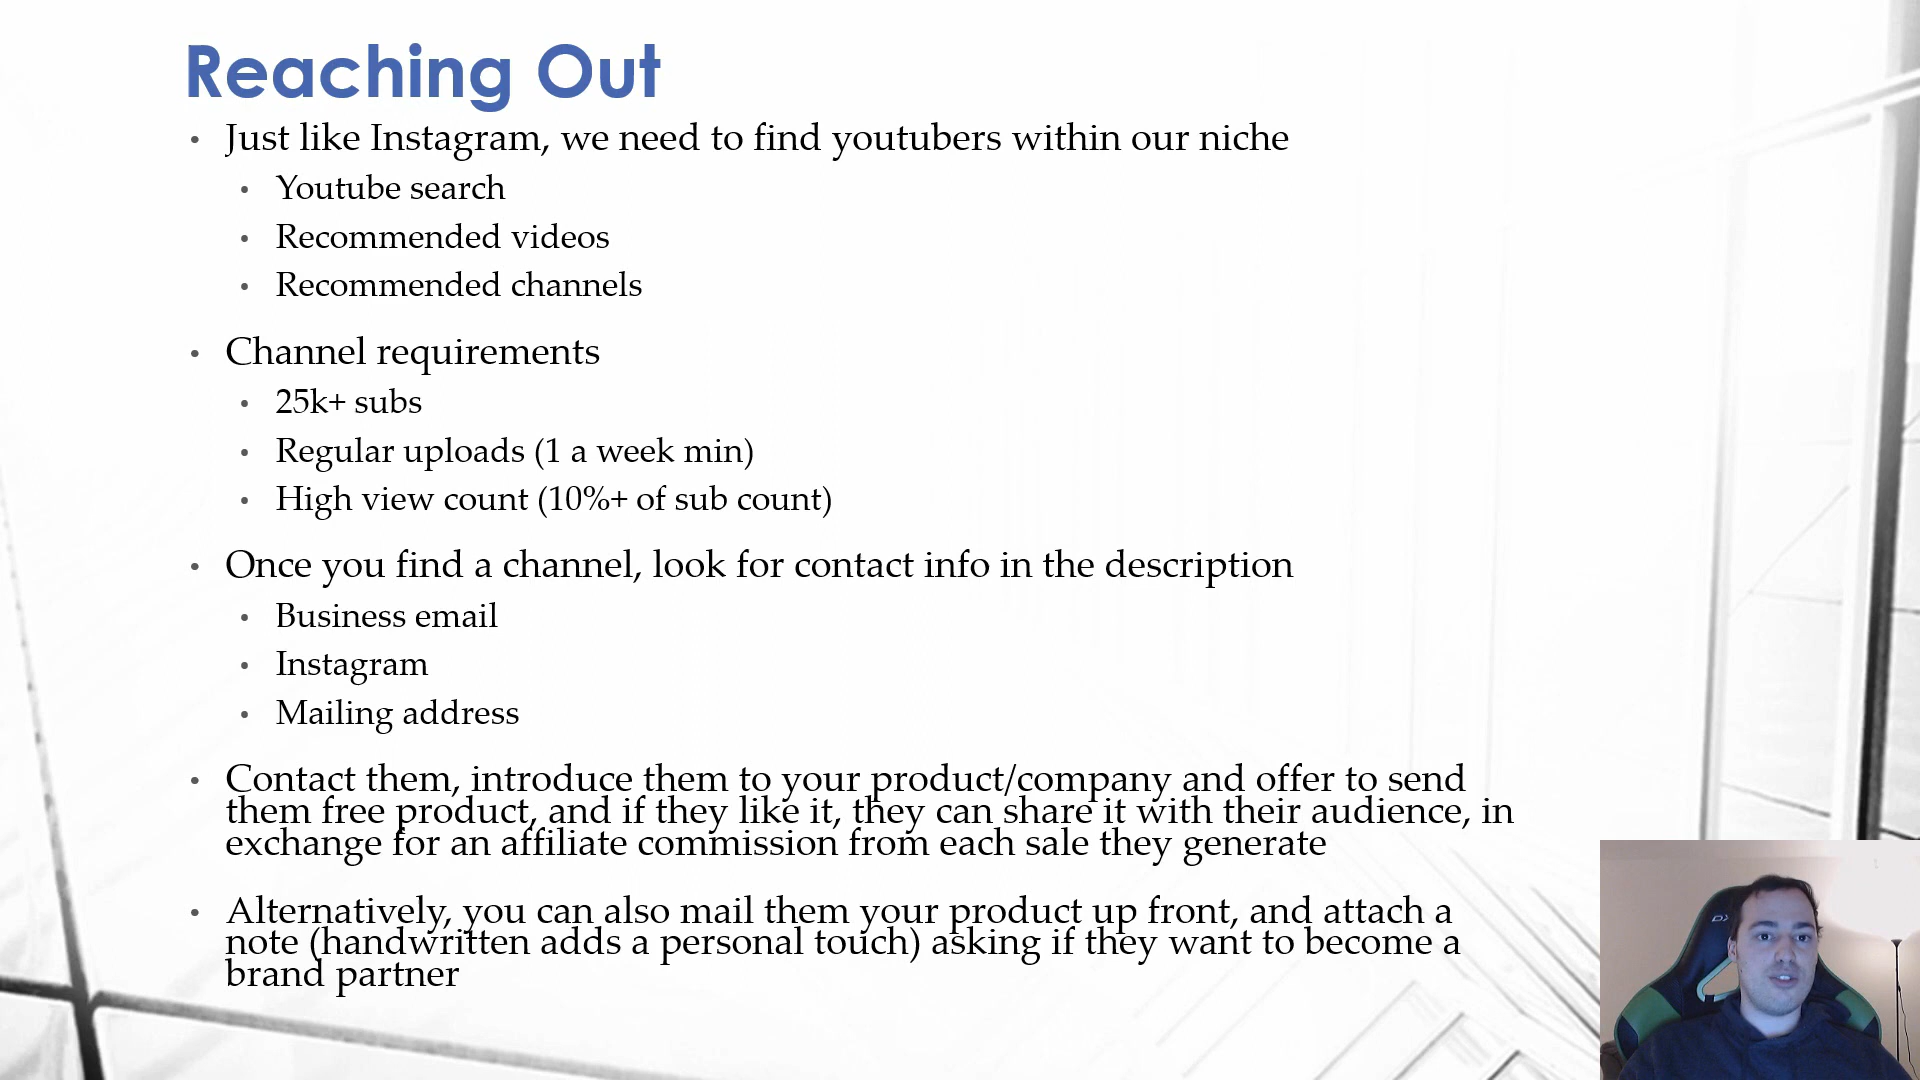 Reaching Out
• Just like Instagram, we need to find youtubers within our niche
• Youtube search
• Recommended videos
• Recommended channels
• Channel requirements
• 25k+ subs
• Regular uploads (1 a week min)
• High view count (10%+ of sub count)
• Once you find a channel, look for contact info in the description
• Business email
• Instagram
• Mailing address
• Contact them, introduce them to your product/company and offer to send
them free product, and if they like it, they can share it with their audience, in
exchange for an affiliate commission from each sale they generate
• Alternatively, you can also mail them your product up front, and attach a
note (handwritten adds a personal touch) asking if they want to become a
brand partner